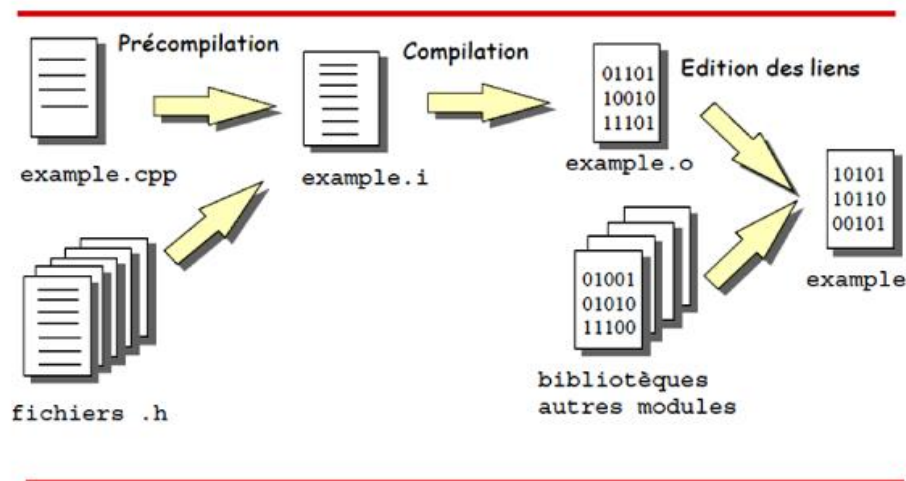 Précompilation
Compilation
Edition des liens
01101
10010
11101
example.cpp
example.i
example.o
10101
10110
00101
example
01001
01010
11100
fichiers .h
bibliotèques
autres modules